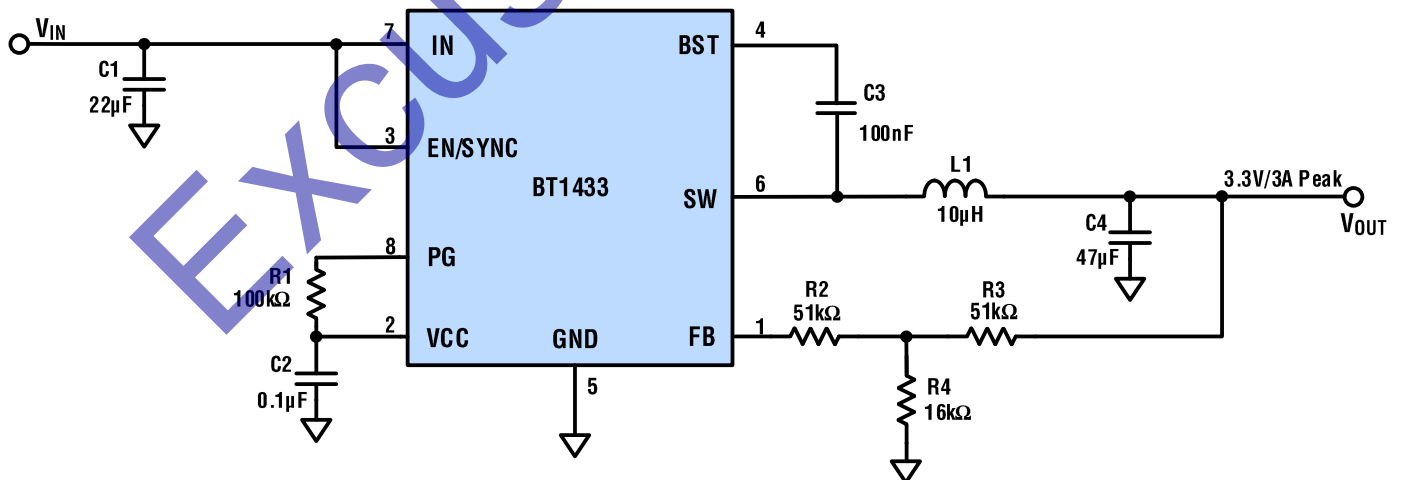 VIN
C1
22µF
7
IN
3
EN/SYNC
BT1433
BST
4
C3
100nF
SW
6
L1
10µH
3.3V/3A Peak
VOUT
C4
47µF
8
PG
R1
100kΩ
2
VCC
C2
0.1µF
GND
5
FB
1
R2
51kΩ
R3
51kΩ
R4
16kΩ